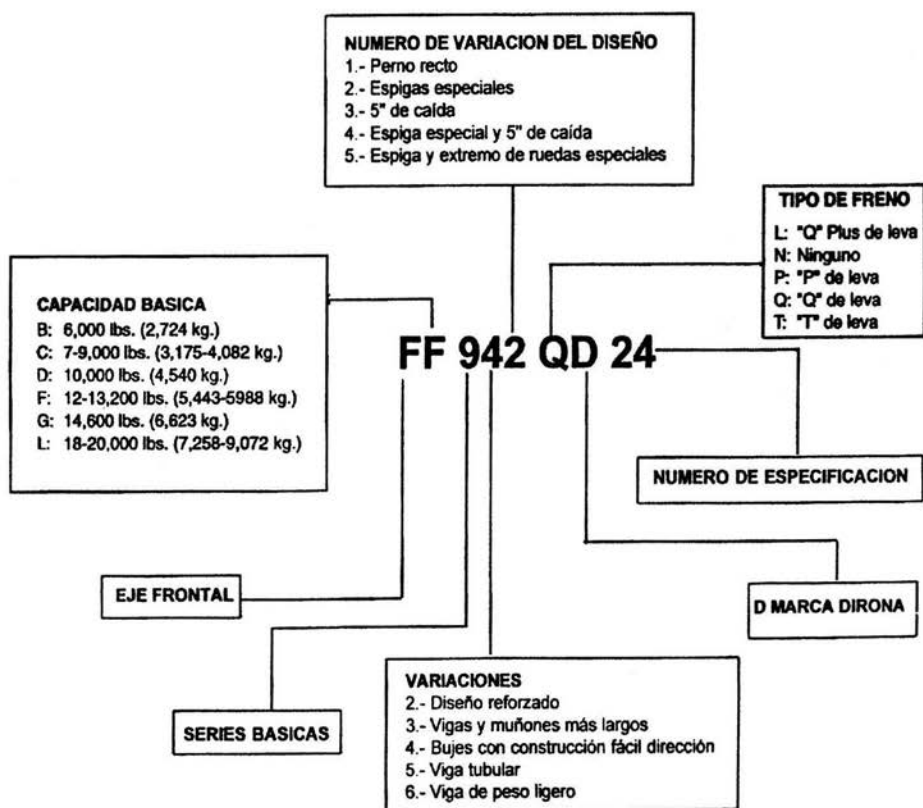 NUMERO DE VARIACION DEL DISEÑO
1.- Perno recto
2.- Espigas especiales
3.- 5" de caída
4.- Espiga especial y 5" de caída
5.- Espiga y extremo de ruedas especiales
TIPO DE FRENO
L: "Q" Plus de leva
N: Ninguno
P: "P" de leva
Q: "Q" de leva
T: "T" de leva
CAPACIDAD BASICA
B: 6,000 lbs. (2,724 kg.)
C: 7-9,000 lbs. (3,175-4,082 kg.)
D: 10,000 lbs. (4,540 kg.)
F: 12-13,200 lbs. (5,443-5988 kg.)
G: 14,600 lbs. (6,623 kg.)
L: 18-20,000 lbs. (7,258-9,072 kg.)
FF 942 QD 24
NUMERO DE ESPECIFICACION
EJE FRONTAL
D MARCA DIRONA
SERIES BASICAS
VARIACIONES
2.- Diseño reforzado
3.- Vigas y muñones más largos
4.- Bujes con construcción fácil dirección
5.- Viga tubular
6.- Viga de peso ligero